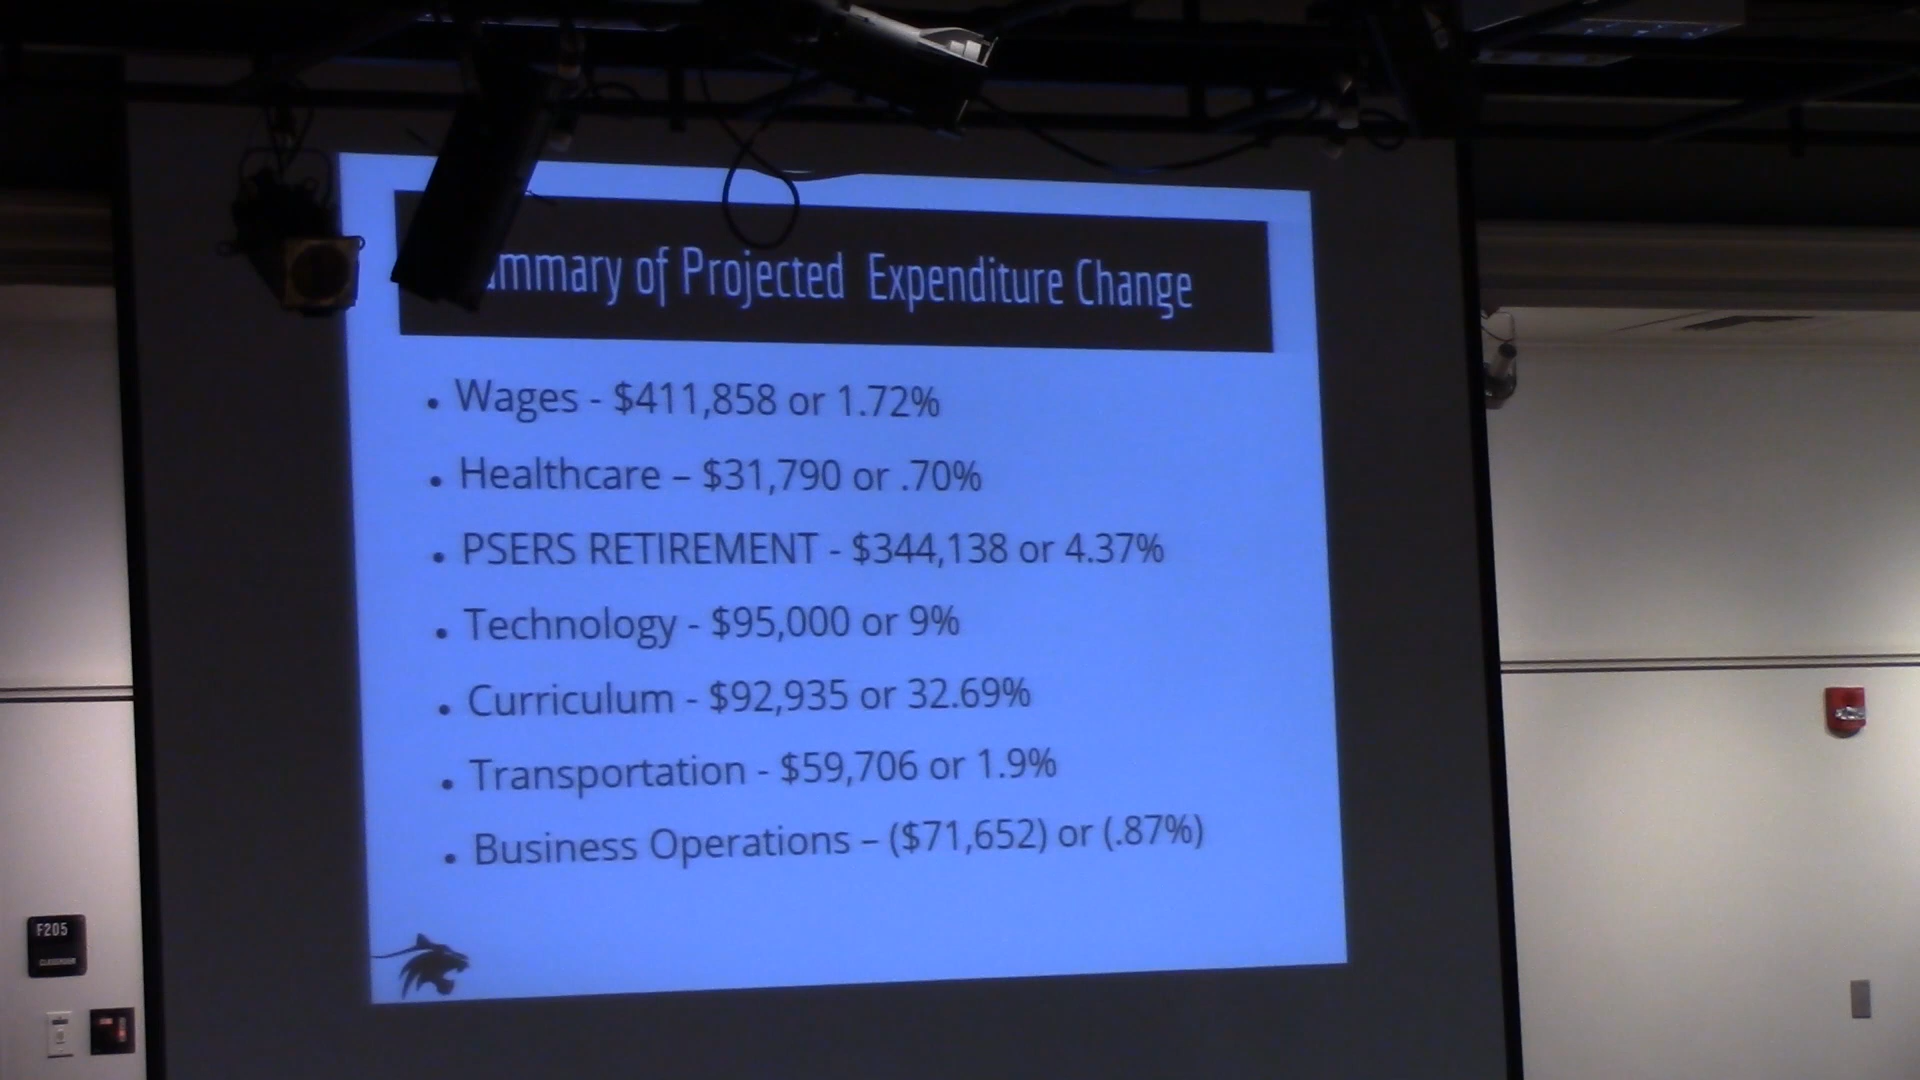 Summary of Projected Expenditure Change
• Wages - $411,858 or 1.72%
• Healthcare – $31,790 or .70%
• PSERS RETIREMENT - $344,138 or 4.37%
• Technology - $95,000 or 9%
• Curriculum - $92,935 or 32.69%
• Transportation - $59,706 or 1.9%
• Business Operations – ($71,652) or (.87%)
F205
CLASSROOM